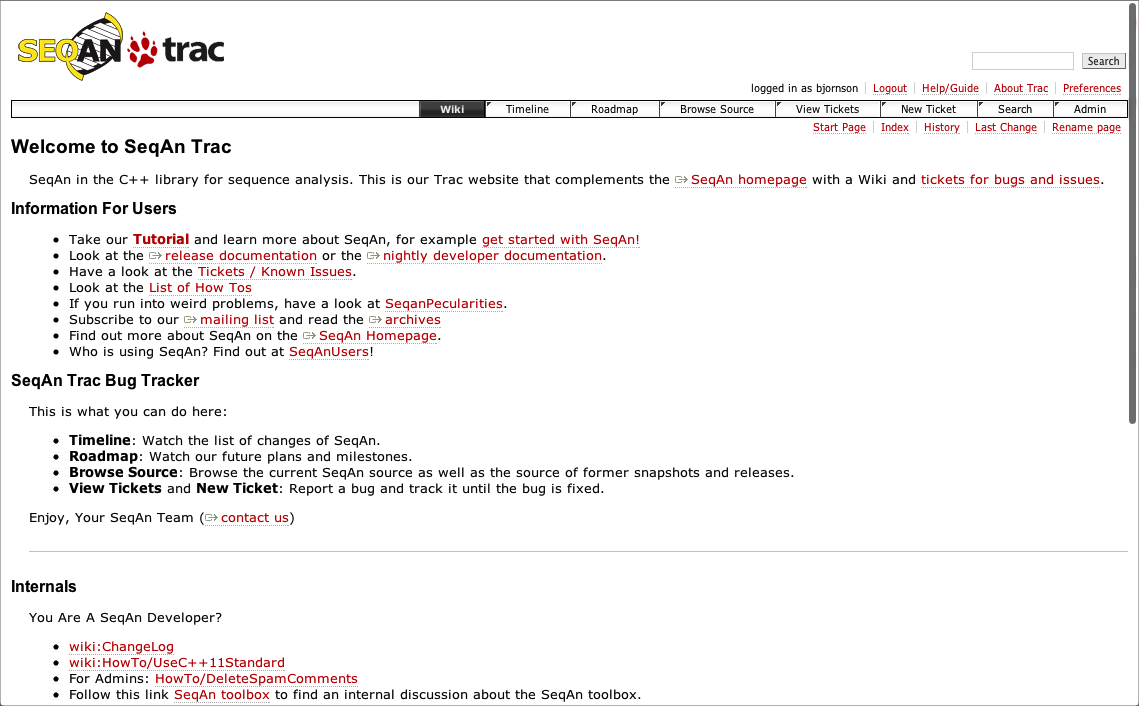 SEQAN trac
Search
logged in as bjornson Logout Help/Guide About Trac Preferences
Wiki Timeline Roadmap Browse Source View Tickets New Ticket Search Admin
Start Page Index History Last Change Rename page
Welcome to SeqAn Trac
SeqAn in the C++ library for sequence analysis. This is our Trac website that complements the SeqAn homepage with a Wiki and tickets for bugs and issues.
Information For Users
Take our Tutorial and learn more about SeqAn, for example get started with SeqAn!
Look at the release documentation or the nightly developer documentation.
Have a look at the Tickets / Known Issues.
Look at the List of How Tos
If you run into weird problems, have a look at SeqanPecularities.
Subscribe to our mailing list and read the archives
Find out more about SeqAn on the SeqAn Homepage.
Who is using SeqAn? Find out at SeqAnUsers!
SeqAn Trac Bug Tracker
This is what you can do here:
Timeline: Watch the list of changes of SeqAn.
Roadmap: Watch our future plans and milestones.
Browse Source: Browse the current SeqAn source as well as the source of former snapshots and releases.
View Tickets and New Ticket: Report a bug and track it until the bug is fixed.
Enjoy, Your SeqAn Team (contact us)
Internals
You Are A SeqAn Developer?
wiki:ChangeLog
wiki:HowTo/UseC++11Standard
For Admins: HowTo/DeleteSpamComments
Follow this link SeqAn toolbox to find an internal discussion about the SeqAn toolbox.